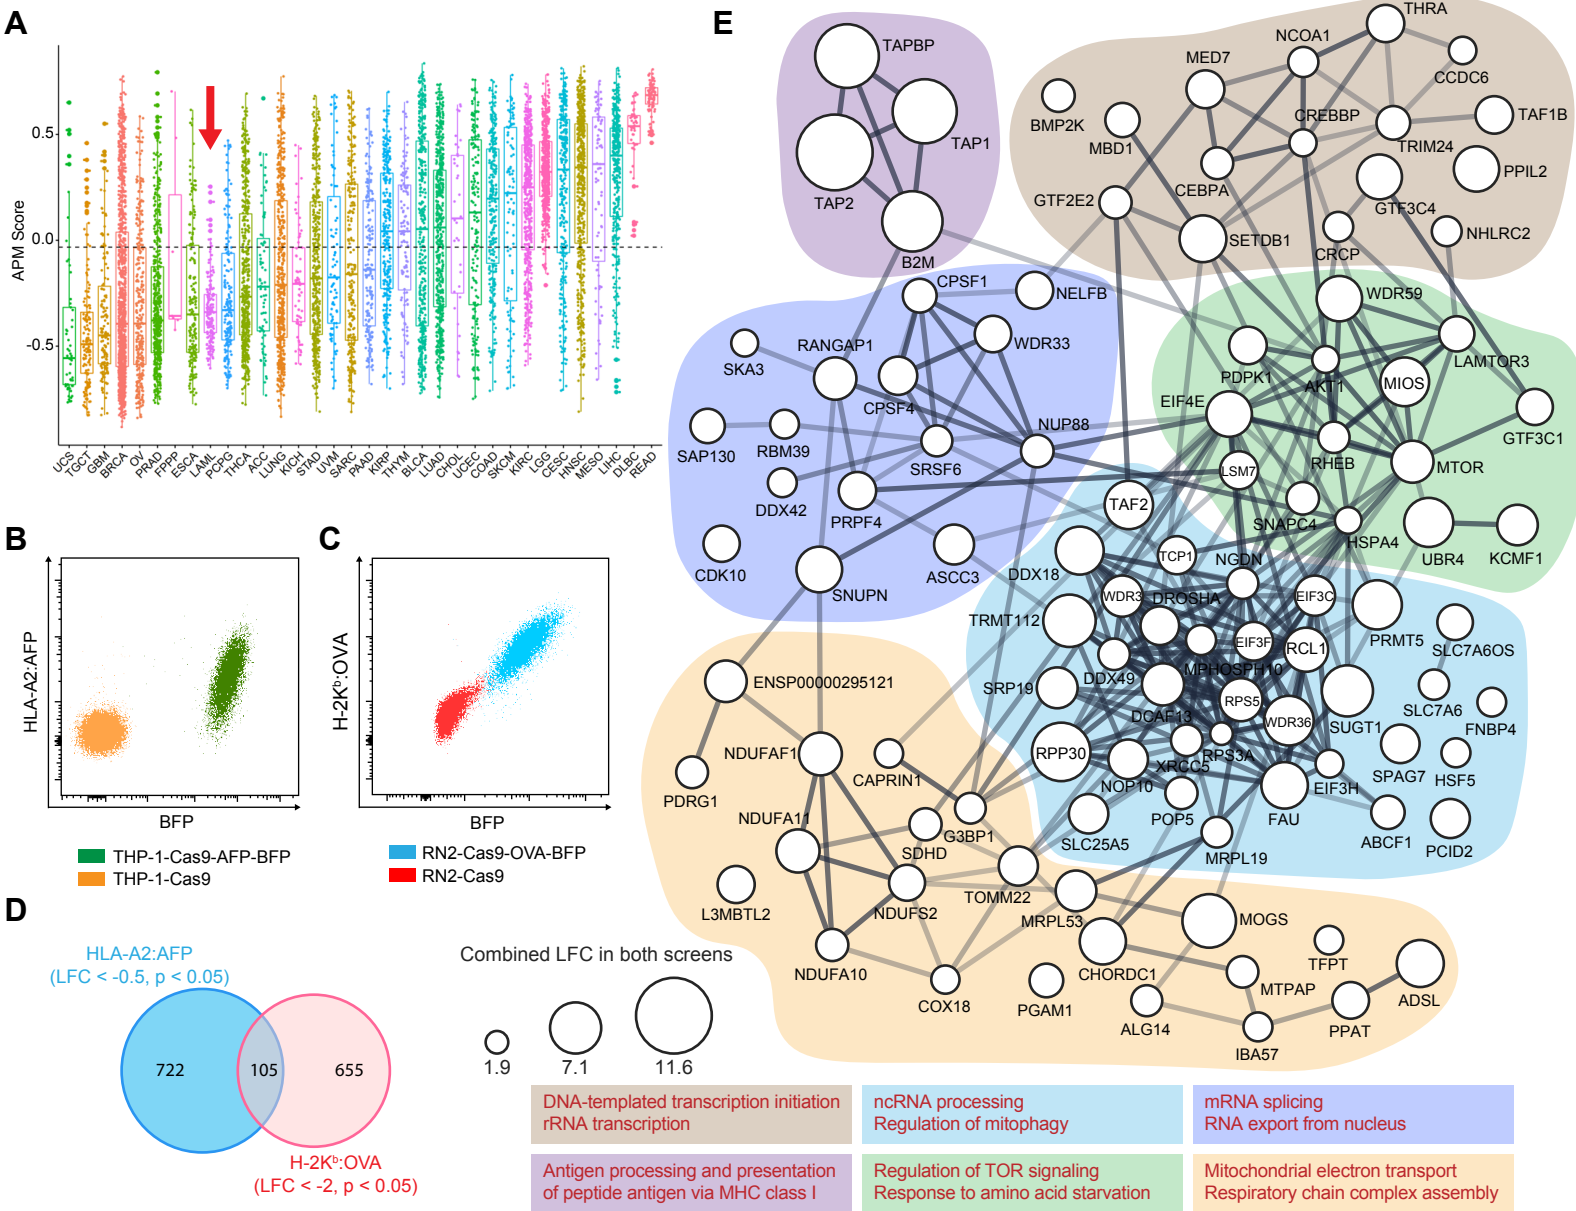 A
APM Score
0.5
0.0
-0.5
UCS
TGCT
GBM
BRCA
OV
PRAD
FPPP
ESCA
LAML
PCPG
THCA
ACC
LUNG
KICH
STAD
UVM
SARC
PAAD
KIRP
THYM
BLCA
LUAD
CHOL
UCEC
COAD
SKCM
KIRC
LGG
CESC
HNSC
MESO
LIHC
DLBC
READ
B
HLA-A2:AFP
BFP
THP-1-Cas9-AFP-BFP
THP-1-Cas9
C
H-2Kᵇ:OVA
BFP
RN2-Cas9-OVA-BFP
RN2-Cas9
D
HLA-A2:AFP
(LFC < -0.5, p < 0.05)
722
105
655
H-2Kᵇ:OVA
(LFC < -2, p < 0.05)
E
TAPBP
TAP1
TAP2
B2M
THRA
NCOA1
MED7
CCDC6
BMP2K
MBD1
CREBBP
TAF1B
TRIM24
PPIL2
CEBPA
GTF2E2
GTF3C4
SETDB1
CRCP
NHLRC2
CPSF1
NELFB
WDR33
RANGAP1
SKA3
CPSF4
NUP88
SAP130
RBM39
SRSF6
DDX42
PRPF4
CDK10
SNUPN
ASCC3
WDR59
LAMTOR3
PDPK1
AKT1
MIOS
EIF4E
GTF3C1
RHEB
MTOR
LSM7
SNAPC4
HSPA4
UBR4
KCMF1
TAF2
TCP1
NGDN
DDX18
WDR3
DROSHA
EIF3C
TRMT112
PRMT5
SLC7A6OS
EIF3F
RCL1
MPHOSPH10
DDX49
SRP19
DCAF13
RPS5
WDR36
SUGT1
SLC7A6
FNBP4
RPP30
XRCC5
RPS3A
NOP10
EIF3H
SPAG7
HSF5
POP5
FAU
SLC25A5
MRPL19
ABCF1
PCID2
ENSP00000295121
NDUFAF1
CAPRIN1
PDRG1
NDUFA11
SDHD
G3BP1
L3MBTL2
NDUFS2
TOMM22
MRPL53
NDUFA10
COX18
PGAM1
CHORDC1
MOGS
TFPT
MTPAP
ADSL
ALG14
PPAT
IBA57
Combined LFC in both screens
1.9
7.1
11.6
DNA-templated transcription initiation
rRNA transcription
ncRNA processing
Regulation of mitophagy
mRNA splicing
RNA export from nucleus
Antigen processing and presentation
of peptide antigen via MHC class I
Regulation of TOR signaling
Response to amino acid starvation
Mitochondrial electron transport
Respiratory chain complex assembly